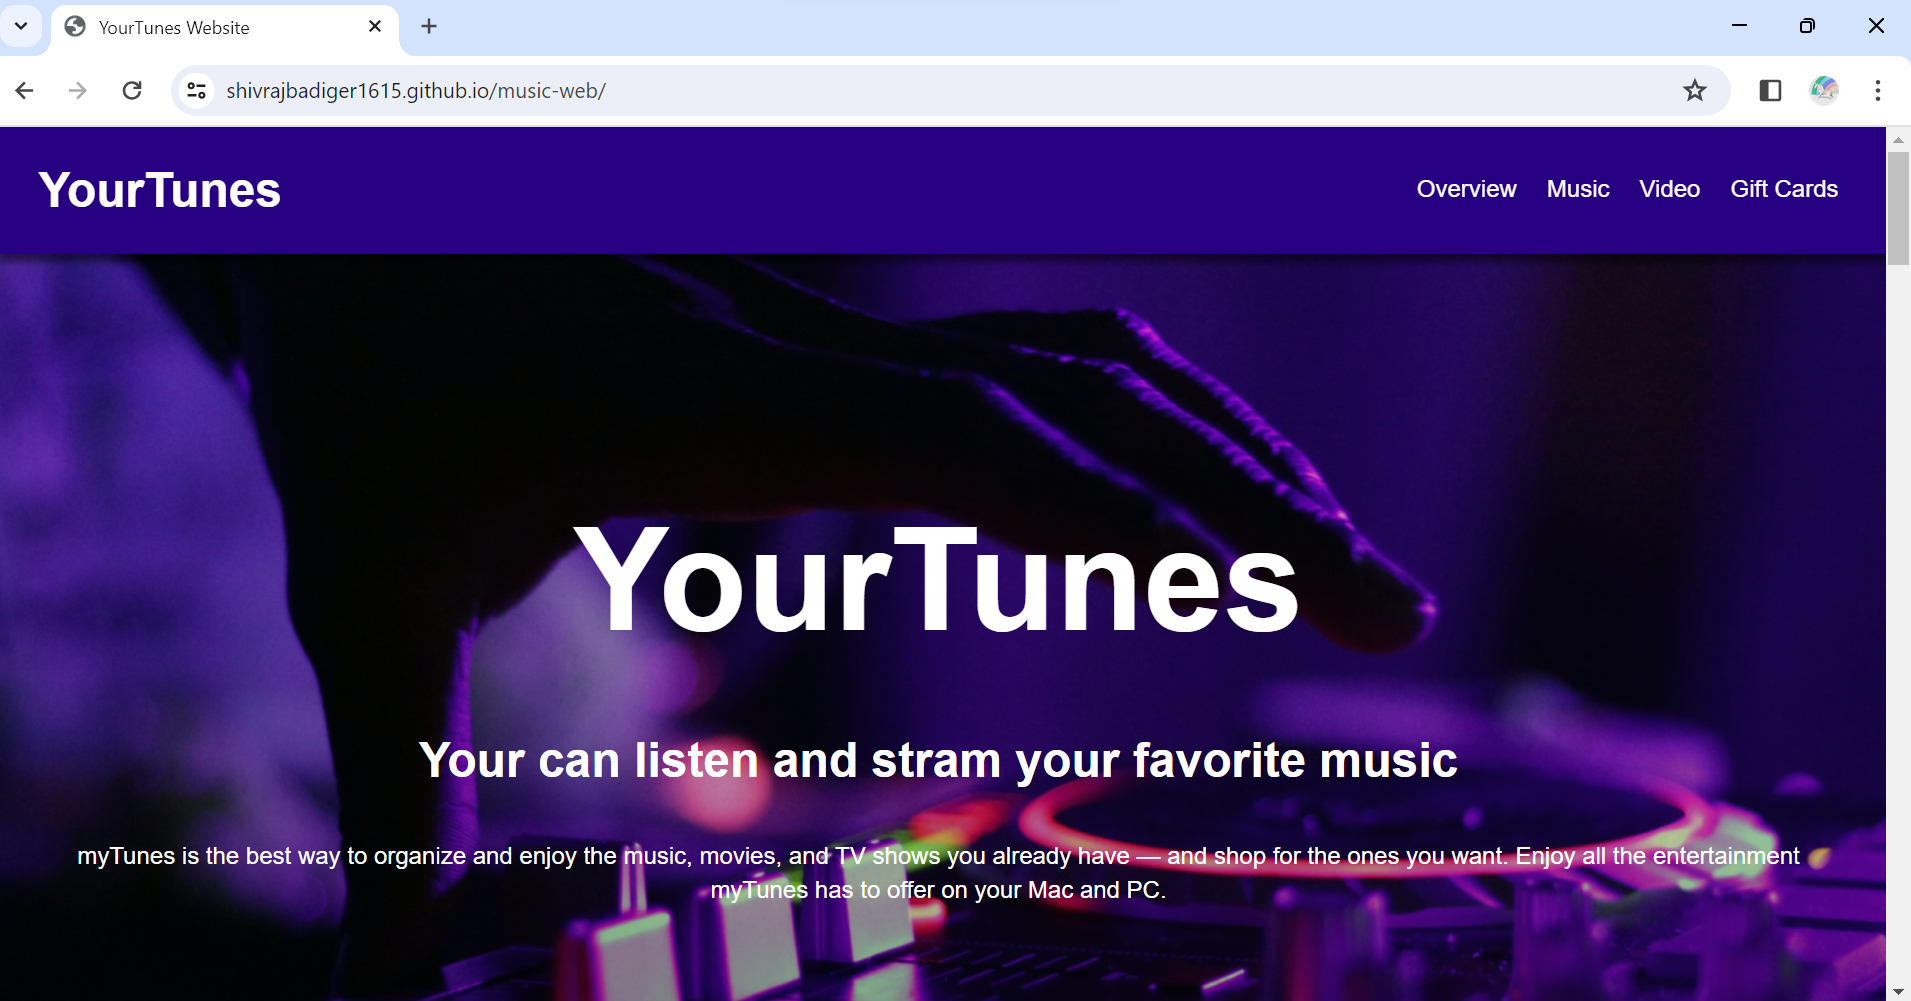 YourTunes Website
shivrajbadiger1615.github.io/music-web/
YourTunes
Overview Music Video Gift Cards
YourTunes
Your can listen and stram your favorite music
myTunes is the best way to organize and enjoy the music, movies, and TV shows you already have — and shop for the ones you want. Enjoy all the entertainment
myTunes has to offer on your Mac and PC.